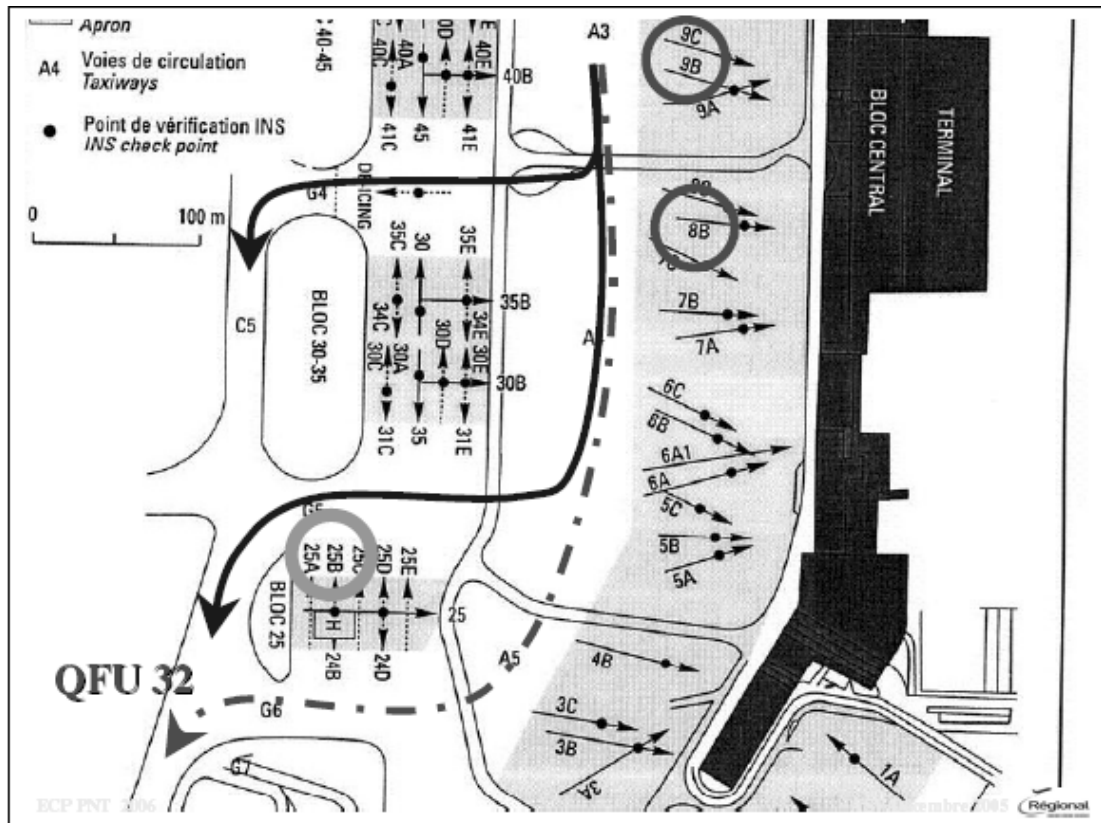 Apron
A4
Voies de circulation
Taxiways
Point de vérification INS
INS check point
0
100 m
40-45
40C
40A
0D
40E
40B
41C
45
41E
A3
9C
9B
9A
BLOC CENTRAL
TERMINAL
G4
DE-ICING
8B
35C
30
35E
35B
34C
34E
30C
30A
30D
30E
30B
31C
35
31E
C5
BLOC 30-35
7B
7A
6C
6B
6A1
6A
5C
5B
5A
25A
25B
25C
25D
25E
25
BLOC 25
H
24B
24D
A5
4B
QFU 32
G6
3C
3B
3A
G7
1A
ECP PNT 2006
2005
Régional